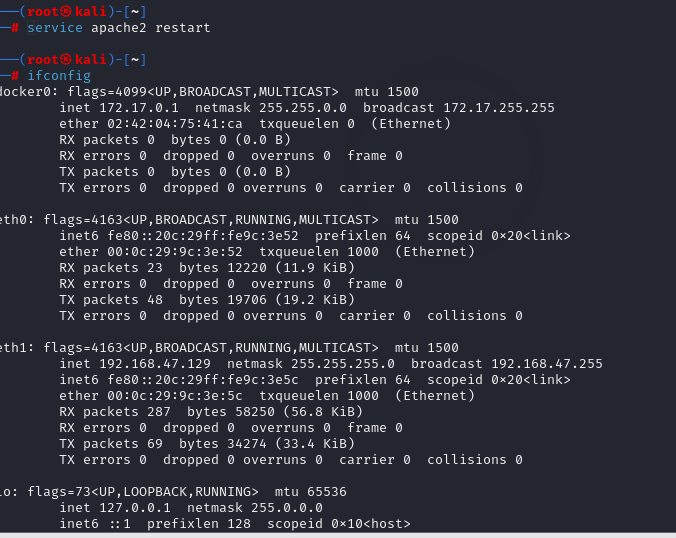 ──(root㉿kali)-[~]
─# service apache2 restart
──(root㉿kali)-[~]
─# ifconfig
docker0: flags=4099<UP,BROADCAST,MULTICAST>  mtu 1500
inet 172.17.0.1  netmask 255.255.0.0  broadcast 172.17.255.255
ether 02:42:04:75:41:ca  txqueuelen 0  (Ethernet)
RX packets 0  bytes 0 (0.0 B)
RX errors 0  dropped 0  overruns 0  frame 0
TX packets 0  bytes 0 (0.0 B)
TX errors 0  dropped 0 overruns 0  carrier 0  collisions 0
eth0: flags=4163<UP,BROADCAST,RUNNING,MULTICAST>  mtu 1500
inet6 fe80::20c:29ff:fe9c:3e52  prefixlen 64  scopeid 0x20<link>
ether 00:0c:29:9c:3e:52  txqueuelen 1000  (Ethernet)
RX packets 23  bytes 12220 (11.9 KiB)
RX errors 0  dropped 0  overruns 0  frame 0
TX packets 48  bytes 19706 (19.2 KiB)
TX errors 0  dropped 0 overruns 0  carrier 0  collisions 0
eth1: flags=4163<UP,BROADCAST,RUNNING,MULTICAST>  mtu 1500
inet 192.168.47.129  netmask 255.255.255.0  broadcast 192.168.47.255
inet6 fe80::20c:29ff:fe9c:3e5c  prefixlen 64  scopeid 0x20<link>
ether 00:0c:29:9c:3e:5c  txqueuelen 1000  (Ethernet)
RX packets 287  bytes 58250 (56.8 KiB)
RX errors 0  dropped 0  overruns 0  frame 0
TX packets 69  bytes 34274 (33.4 KiB)
TX errors 0  dropped 0 overruns 0  carrier 0  collisions 0
lo: flags=73<UP,LOOPBACK,RUNNING>  mtu 65536
inet 127.0.0.1  netmask 255.0.0.0
inet6 ::1  prefixlen 128  scopeid 0x10<host>